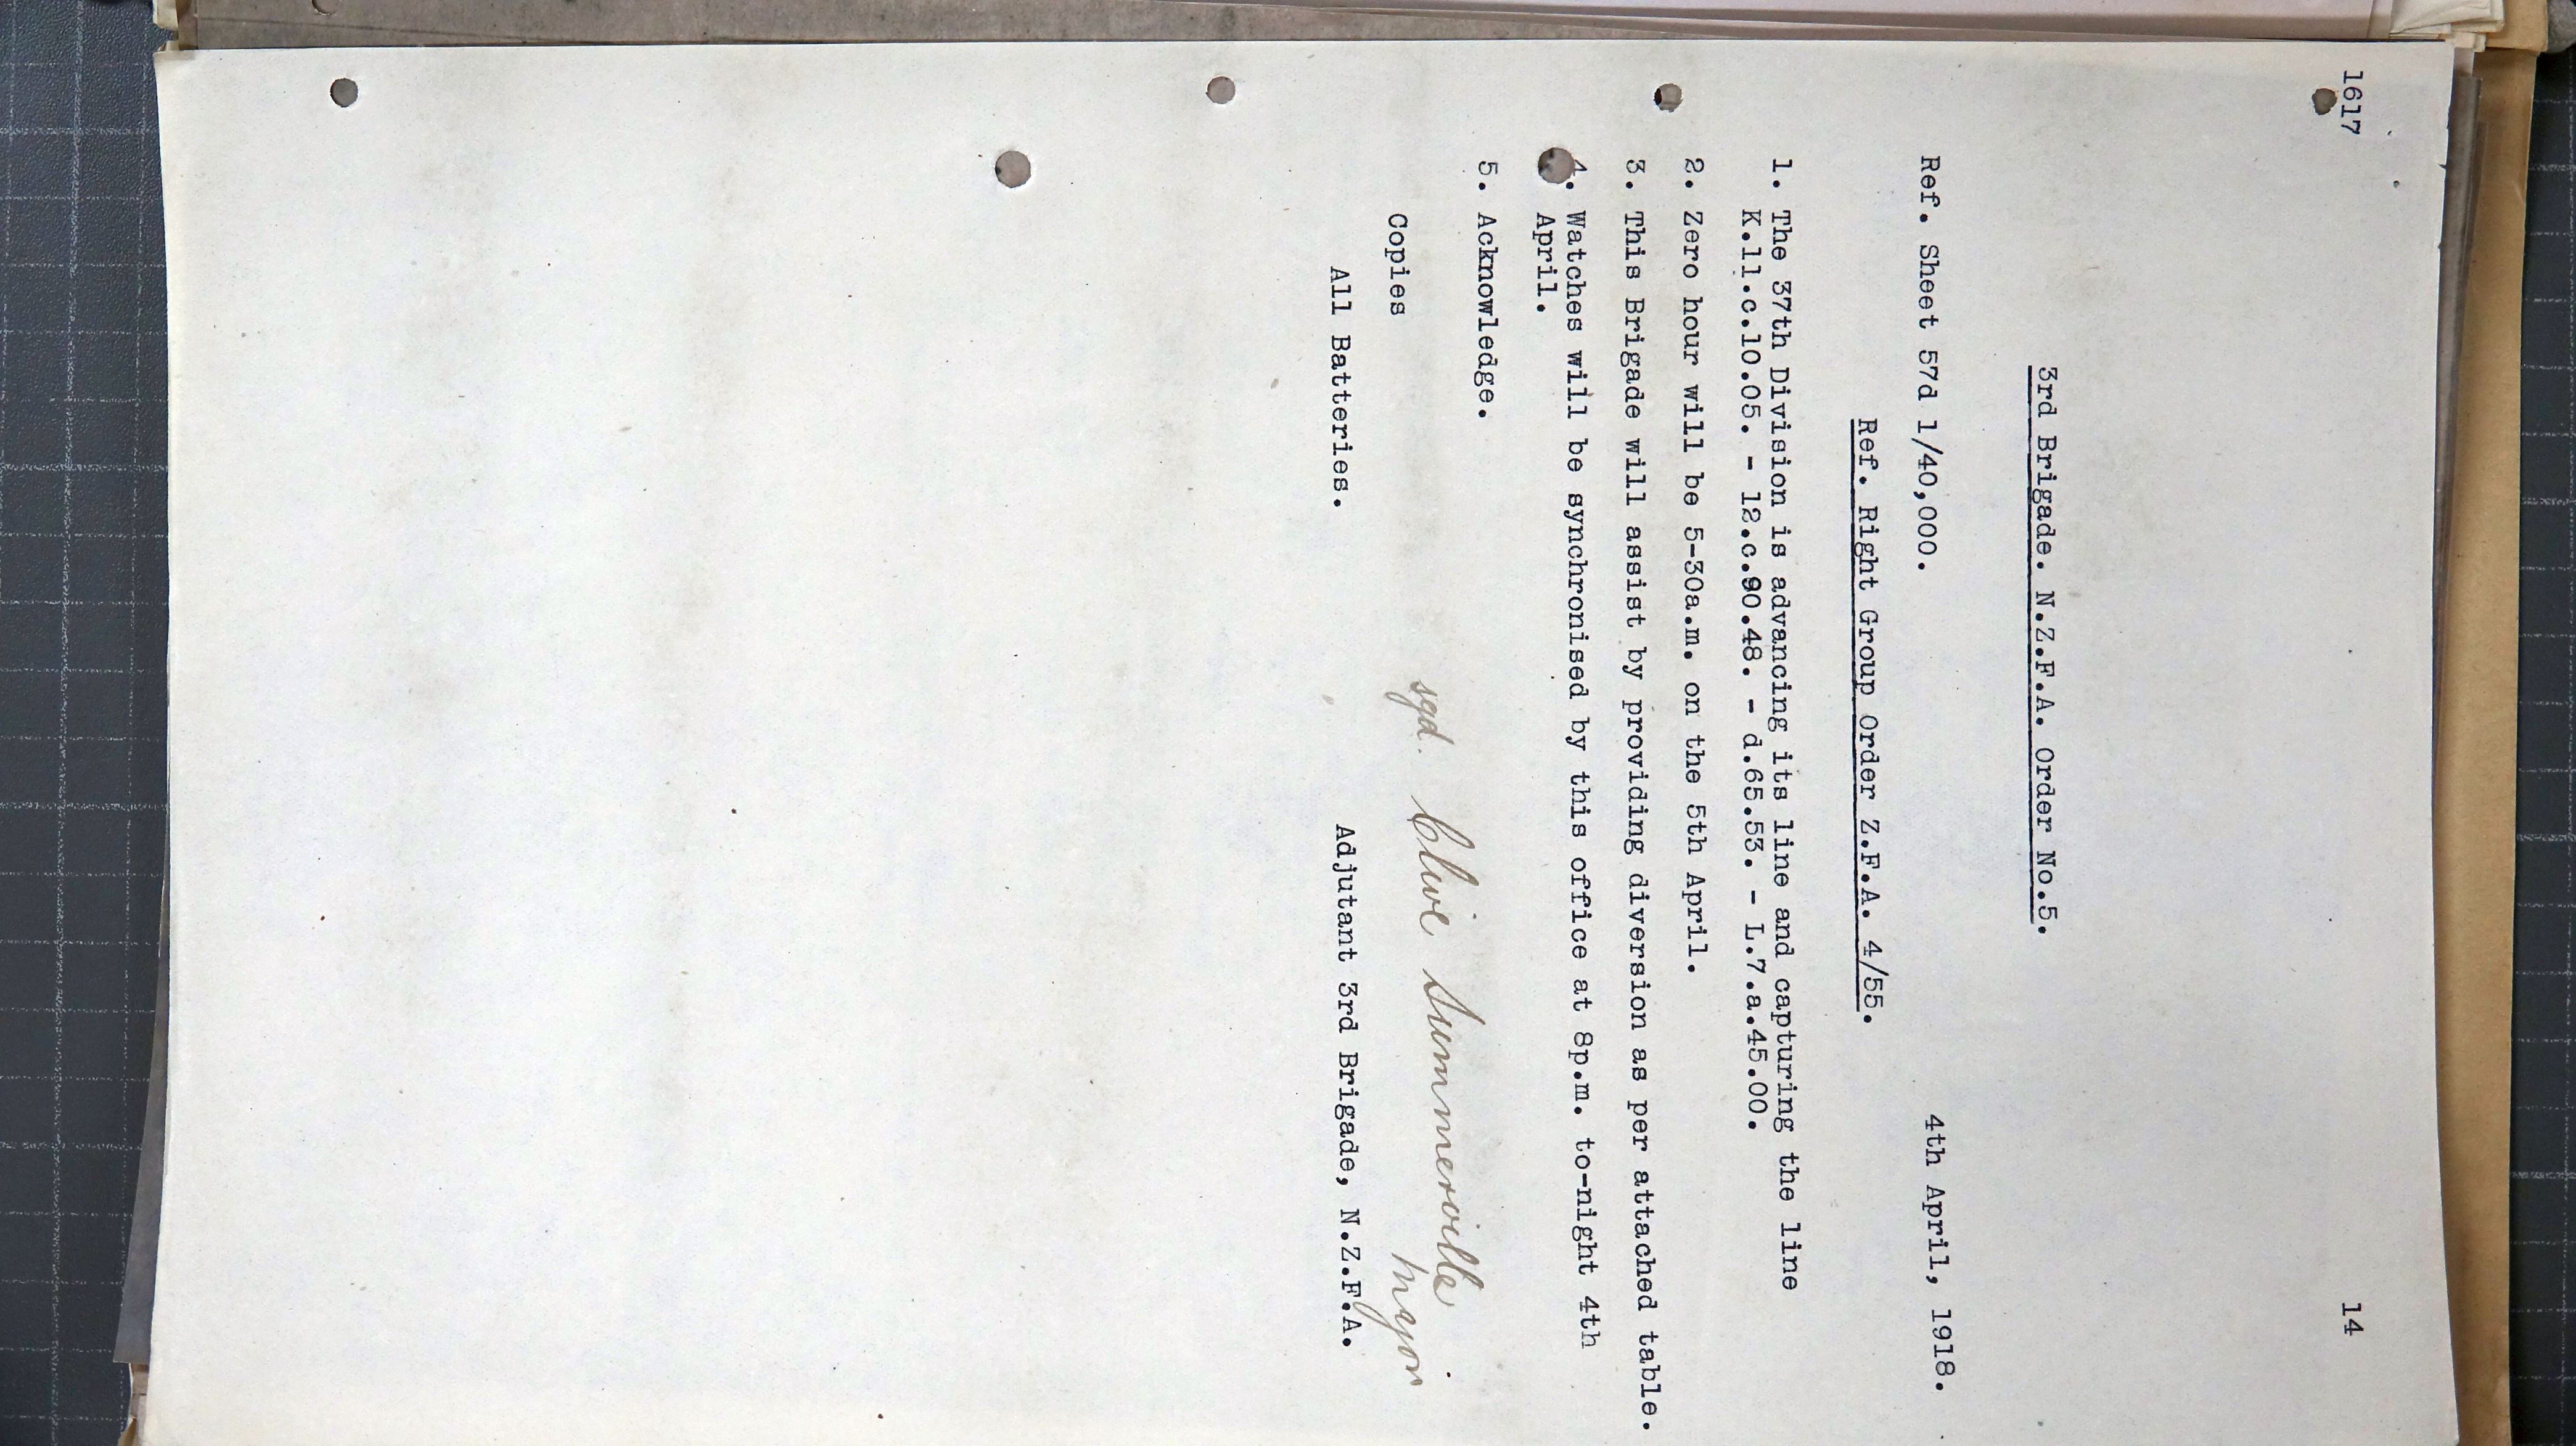 1617
14
3rd Brigade. N.Z.F.A. Order No.5.
Ref. Sheet 57d 1/40,000.
4th April, 1918.
Ref. Right Group Order Z.F.A. 4/55.
1. The 37th Division is advancing its line and capturing the line
K.11.c.10.05. - 12.c.90.48. - d.65.53. - L.7.a.45.00.
2. Zero hour will be 5-30a.m. on the 5th April.
3. This Brigade will assist by providing diversion as per attached table.
4. Watches will be synchronised by this office at 8p.m. to-night 4th
April.
5. Acknowledge.
sgd. Clive Summerville
Major
Copies
All Batteries.
Adjutant 3rd Brigade, N.Z.F.A.